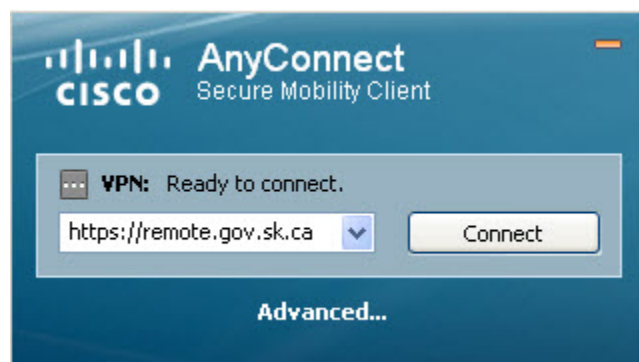 CISCO
AnyConnect
Secure Mobility Client
VPN: Ready to connect.
https://remote.gov.sk.ca
Connect
Advanced...